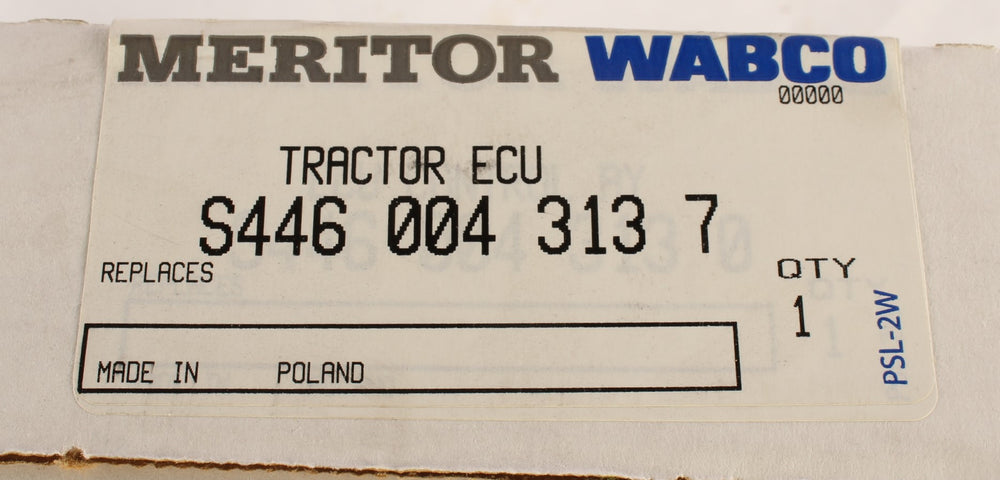 MERITOR WABCO
00000
TRACTOR ECU
S446 004 313 7
REPLACES
QTY
1
MADE IN POLAND
PSL-2W